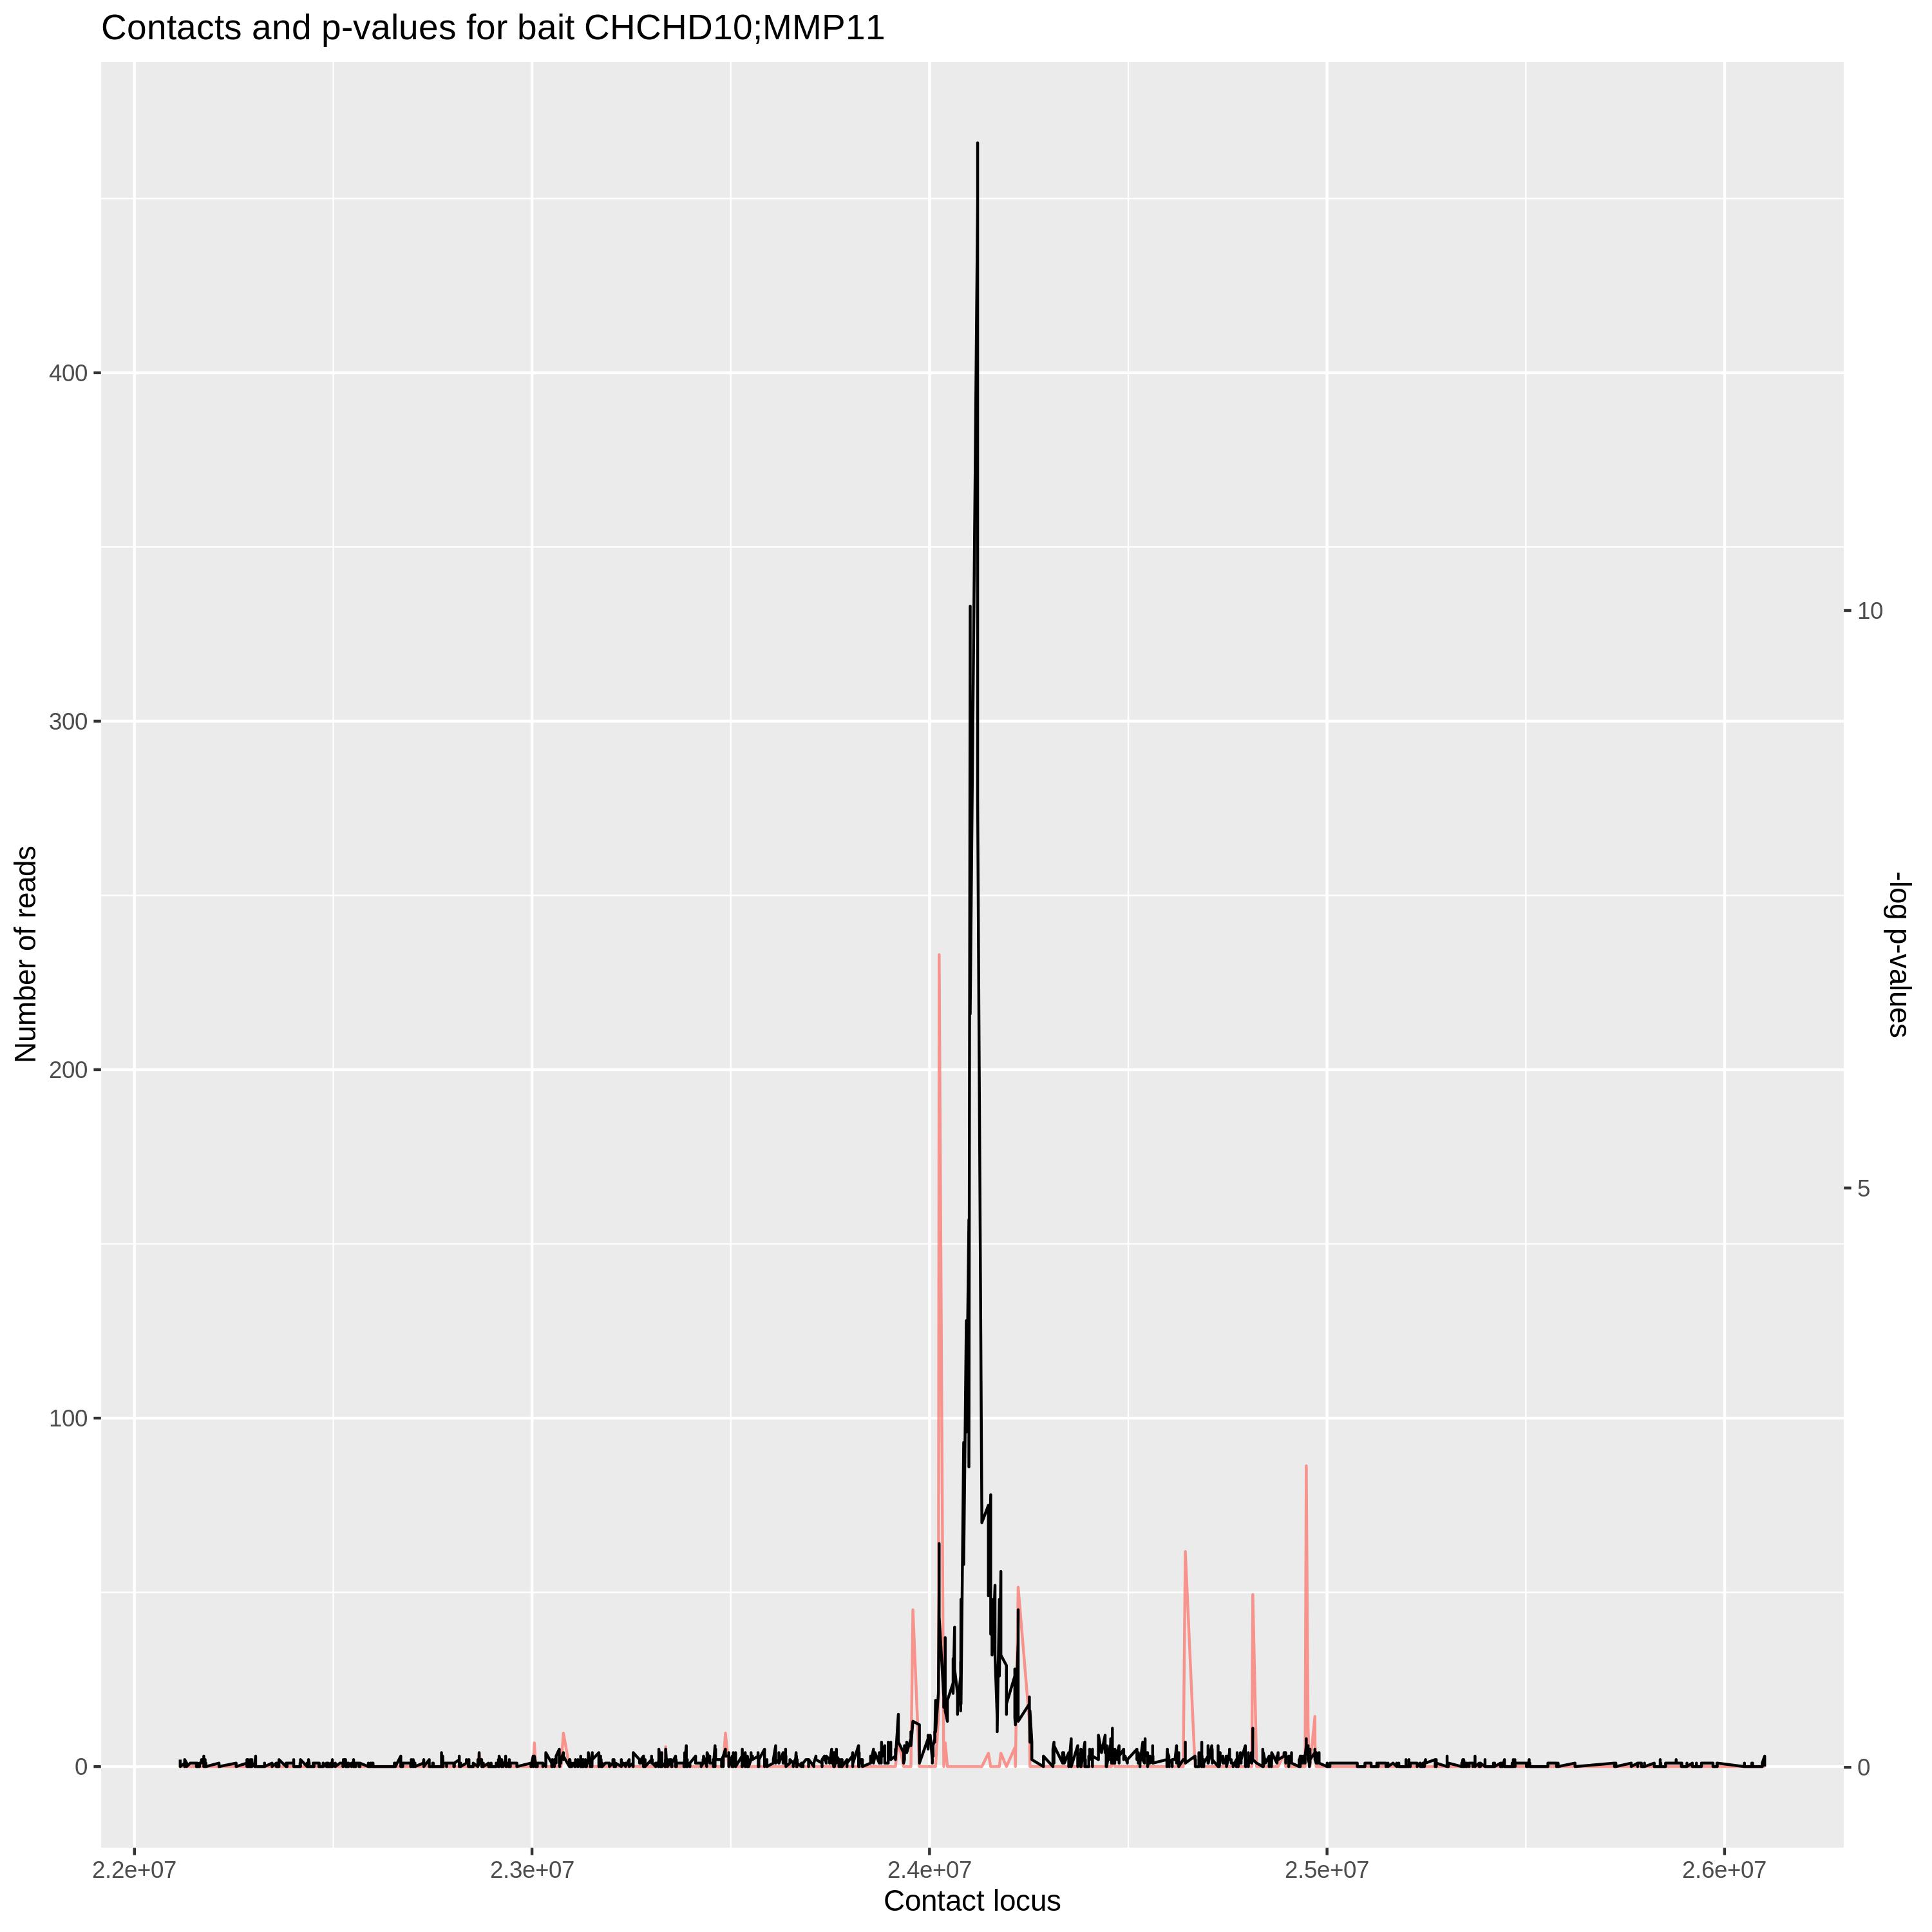 Contacts and p-values for bait CHCHD10;MMP11
Number of reads
400
300
200
100
0
10
5
0
-log p-values
2.2e+07
2.3e+07
2.4e+07
2.5e+07
2.6e+07
Contact locus